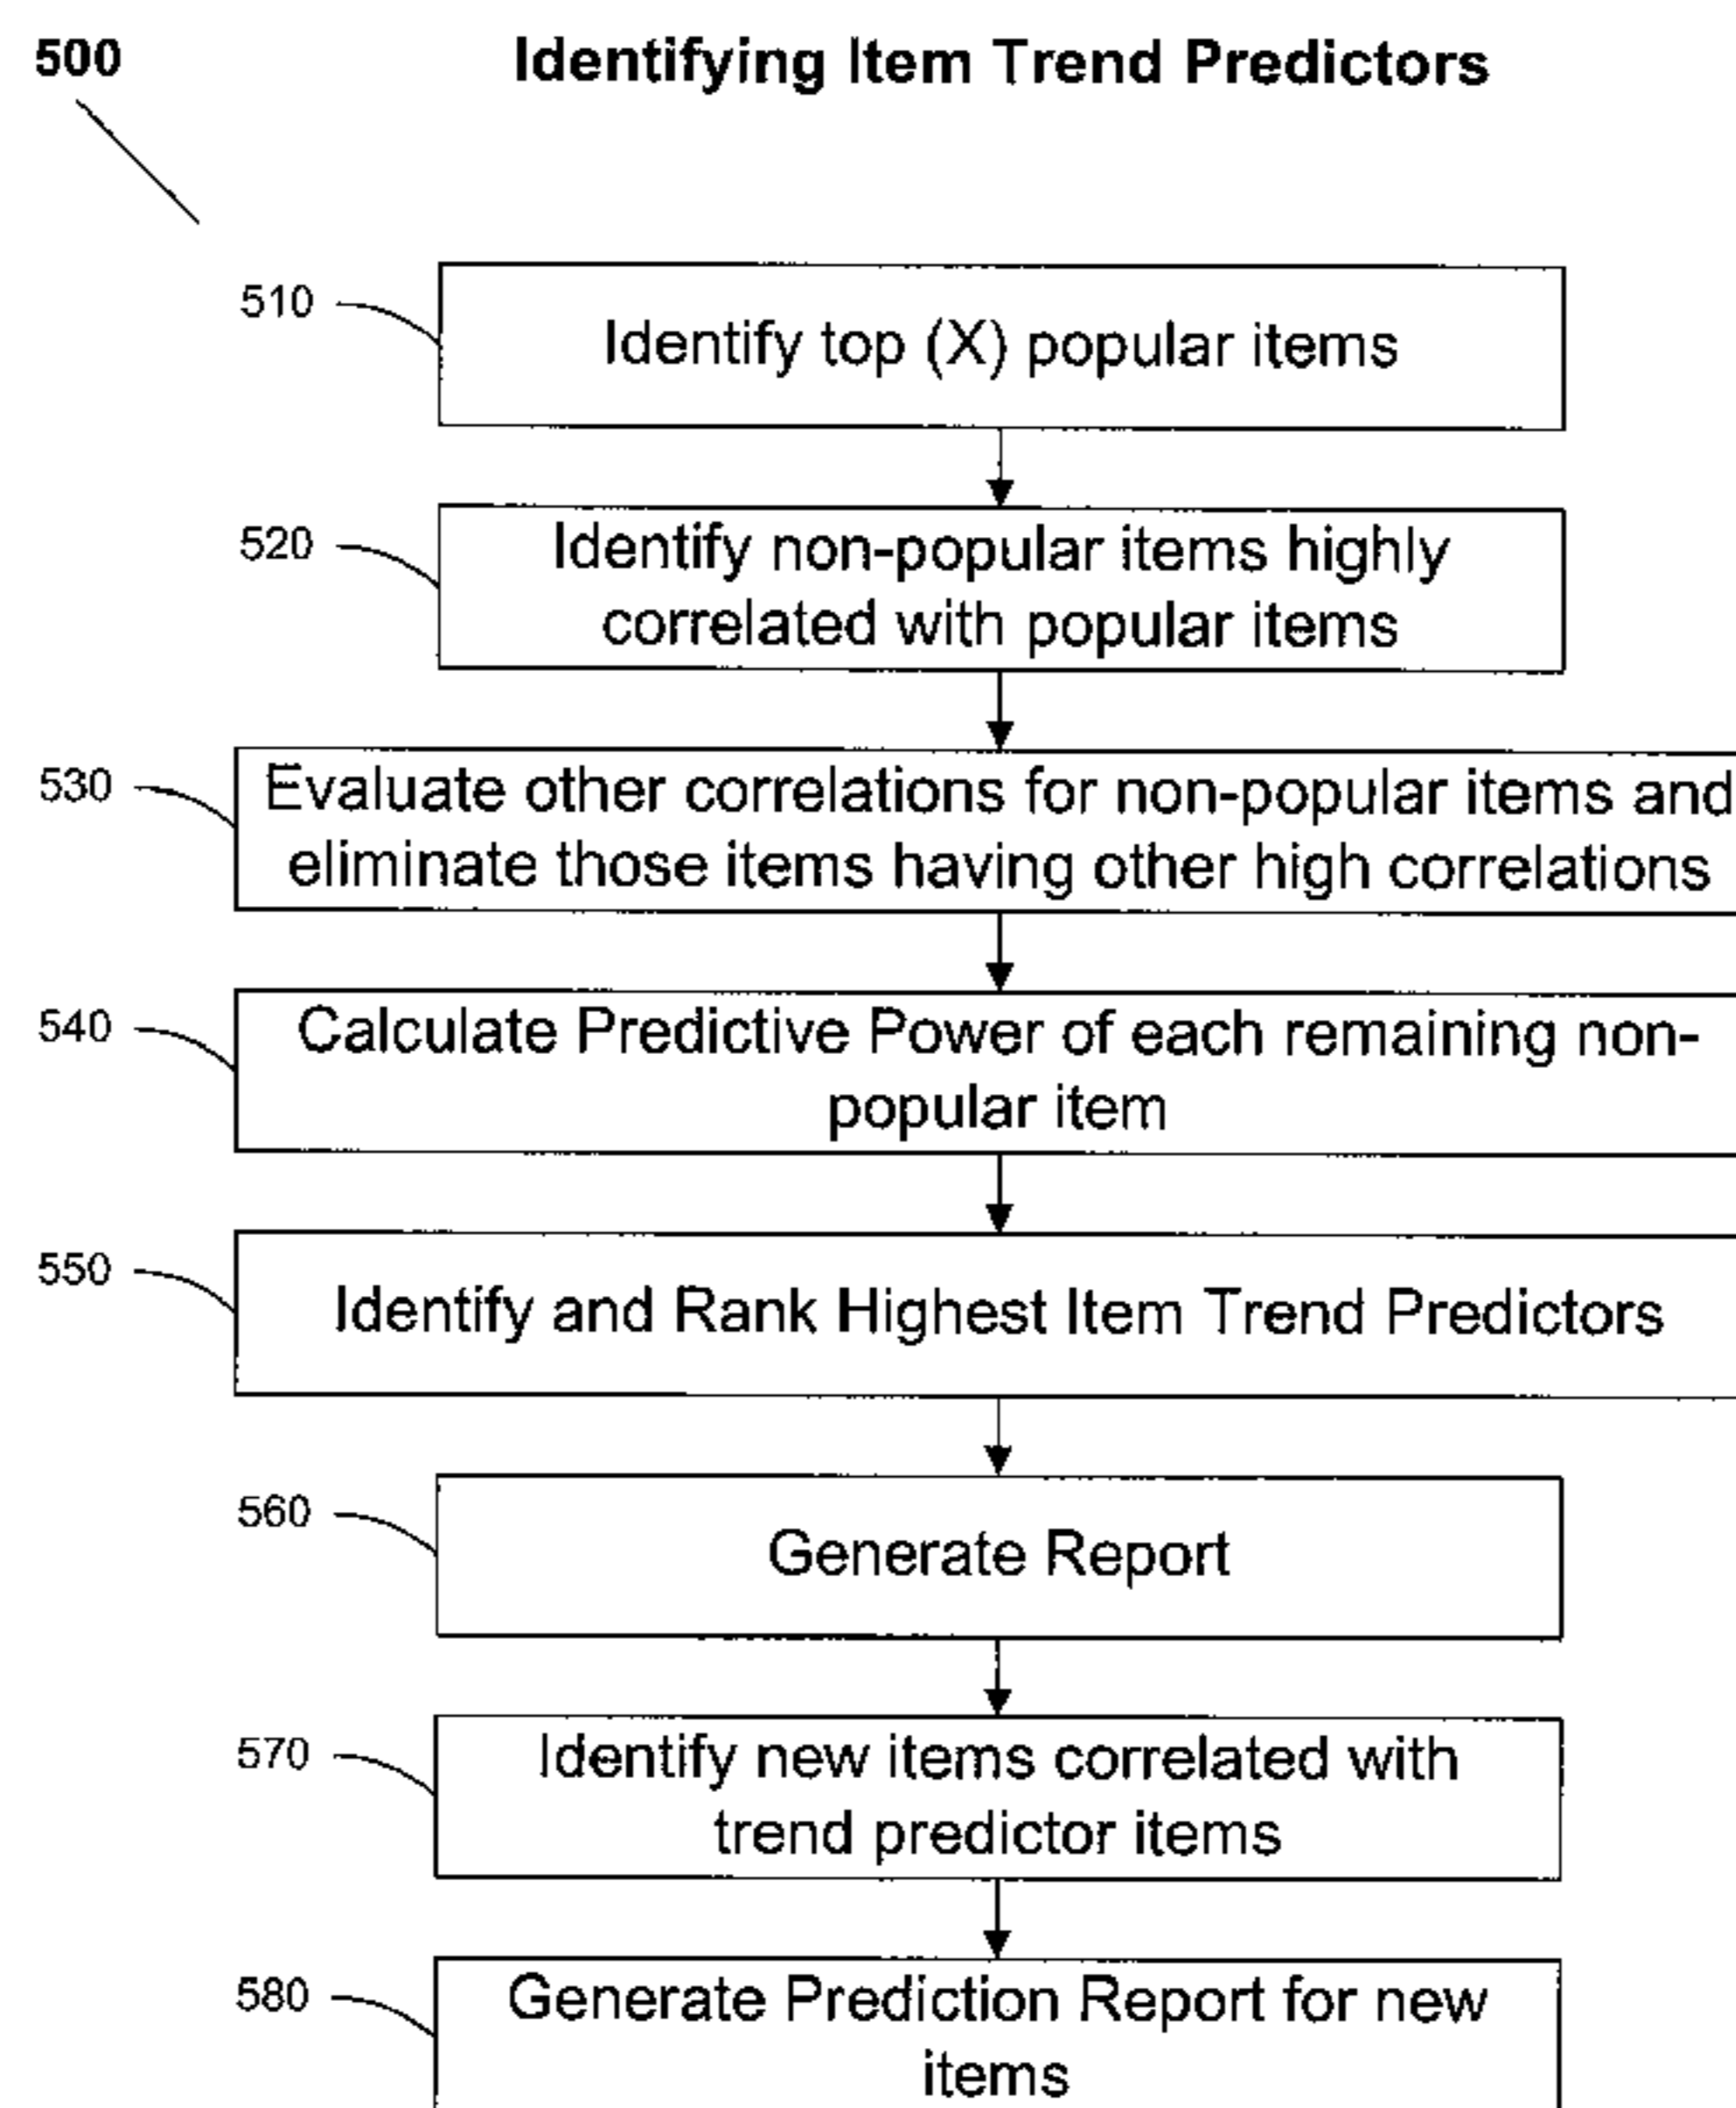 500
Identifying Item Trend Predictors
510
Identify top (X) popular items
520
Identify non-popular items highly
correlated with popular items
530
Evaluate other correlations for non-popular items and
eliminate those items having other high correlations
540
Calculate Predictive Power of each remaining non-
popular item
550
Identify and Rank Highest Item Trend Predictors
560
Generate Report
570
Identify new items correlated with
trend predictor items
580
Generate Prediction Report for new
items